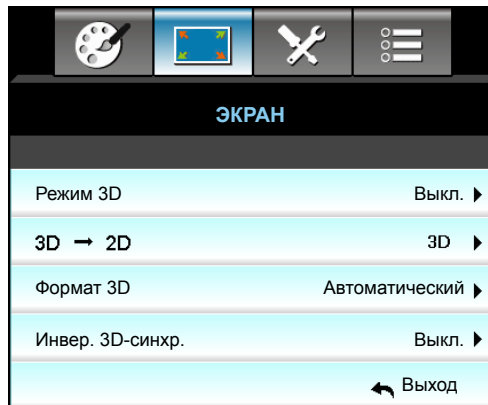 ЭКРАН
Режим 3D Выкл.
3D → 2D 3D
Формат 3D Автоматический
Инвер. 3D-синхр. Выкл.
Выход